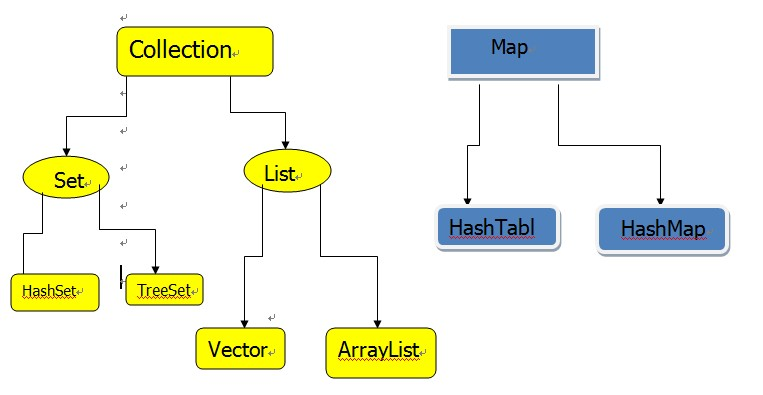 Collection
Map
Set
List
HashTabl
HashMap
HashSet
TreeSet
Vector
ArrayList